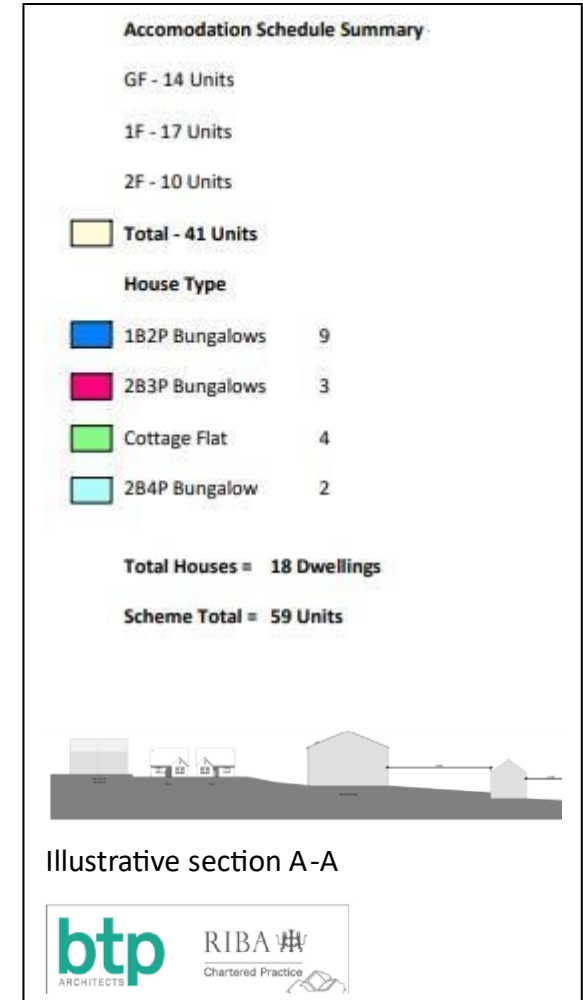 Accomodation Schedule Summary
GF - 14 Units
1F - 17 Units
2F - 10 Units
Total - 41 Units
House Type
1B2P Bungalows 9
2B3P Bungalows 3
Cottage Flat 4
2B4P Bungalow 2
Total Houses = 18 Dwellings
Scheme Total = 59 Units
Illustrative section A-A
btp
ARCHITECTS
RIBA
Chartered Practice